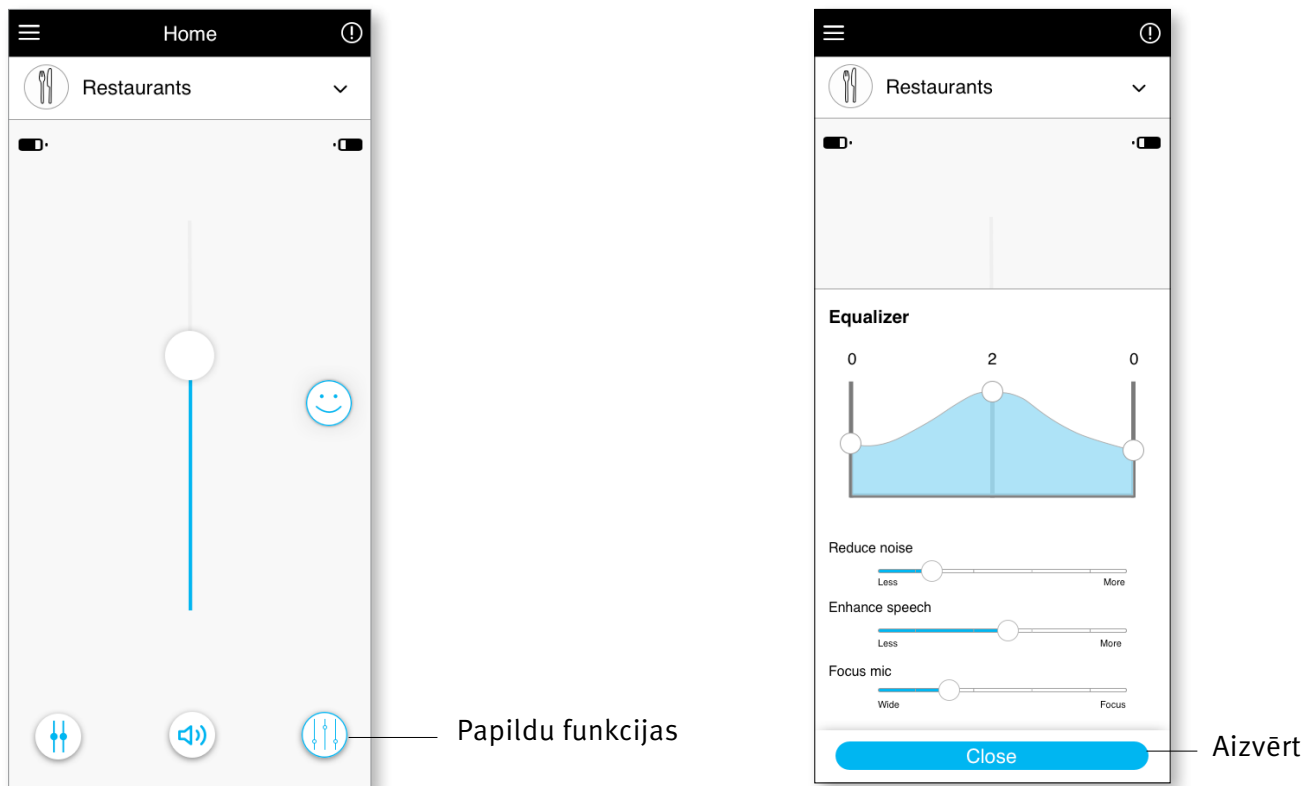 Home
Restaurants
Papildu funkcijas
Restaurants
Equalizer
0 2 0
Reduce noise
Less More
Enhance speech
Less More
Focus mic
Wide Focus
Close
Aizvērt